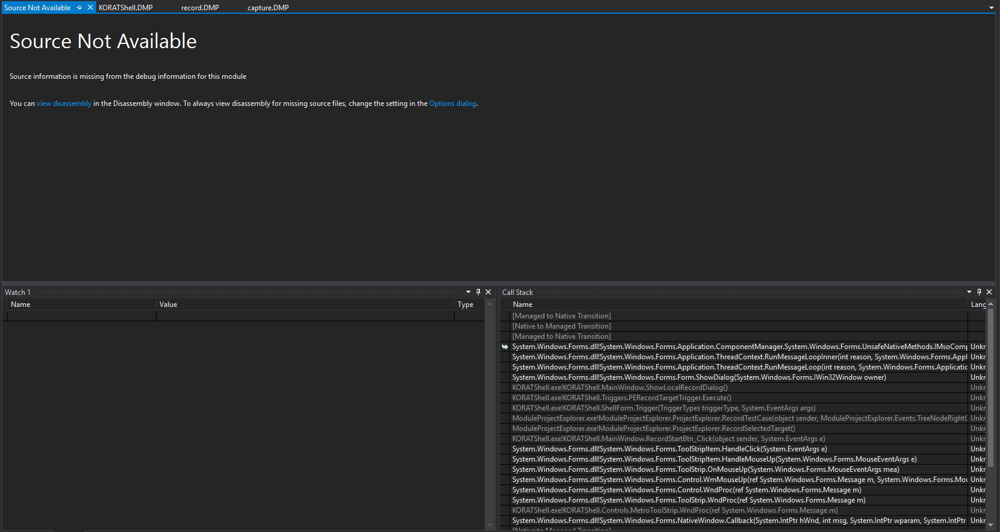 Source Not Available
KORATShell.DMP
record.DMP
capture.DMP
Source Not Available
Source information is missing from the debug information for this module
You can view disassembly in the Disassembly window. To always view disassembly for missing source files, change the setting in the Options dialog.
Watch 1
Name Value Type
Call Stack
Name Lang
[Managed to Native Transition]
[Native to Managed Transition]
[Managed to Native Transition]
System.Windows.Forms.dll!System.Windows.Forms.Application.ComponentManager.System.Windows.Forms.UnsafeNativeMethods.IMsoComp Unkr
System.Windows.Forms.dll!System.Windows.Forms.Application.ThreadContext.RunMessageLoopInner(int reason, System.Windows.Forms.Appl Unkr
System.Windows.Forms.dll!System.Windows.Forms.Application.ThreadContext.RunMessageLoop(int reason, System.Windows.Forms.Applicatic Unkr
System.Windows.Forms.dll!System.Windows.Forms.Form.ShowDialog(System.Windows.Forms.IWin32Window owner) Unkr
KORATShell.exe!KORATShell.MainWindow.ShowLocalRecordDialog() Unkr
KORATShell.exe!KORATShell.Triggers.PERecordTargetTrigger.Execute() Unkr
KORATShell.exe!KORATShell.ShellForm.Trigger(TriggerTypes triggerType, System.EventArgs args) Unkr
ModuleProjectExplorer.exe!ModuleProjectExplorer.ProjectExplorer.RecordTestCase(object sender, ModuleProjectExplorer.Events.TreeNodeRightC Unkr
ModuleProjectExplorer.exe!ModuleProjectExplorer.ProjectExplorer.RecordSelectedTarget() Unkr
KORATShell.exe!KORATShell.MainWindow.RecordStartBtn_Click(object sender, System.EventArgs e) Unkr
System.Windows.Forms.dll!System.Windows.Forms.ToolStripItem.HandleClick(System.EventArgs e) Unkr
System.Windows.Forms.dll!System.Windows.Forms.ToolStripItem.HandleMouseUp(System.Windows.Forms.MouseEventArgs e) Unkr
System.Windows.Forms.dll!System.Windows.Forms.ToolStrip.OnMouseUp(System.Windows.Forms.MouseEventArgs mea) Unkr
System.Windows.Forms.dll!System.Windows.Forms.Control.WmMouseUp(ref System.Windows.Forms.Message m, System.Windows.Forms.Mou Unkr
System.Windows.Forms.dll!System.Windows.Forms.Control.WndProc(ref System.Windows.Forms.Message m) Unkr
System.Windows.Forms.dll!System.Windows.Forms.ToolStrip.WndProc(ref System.Windows.Forms.Message m) Unkr
KORATShell.exe!KORATShell.Controls.MetroToolStrip.WndProc(ref System.Windows.Forms.Message m) Unkr
System.Windows.Forms.dll!System.Windows.Forms.NativeWindow.Callback(System.IntPtr hWnd, int msg, System.IntPtr wparam, System.IntPtr Unkr
[Native to Managed Transition]